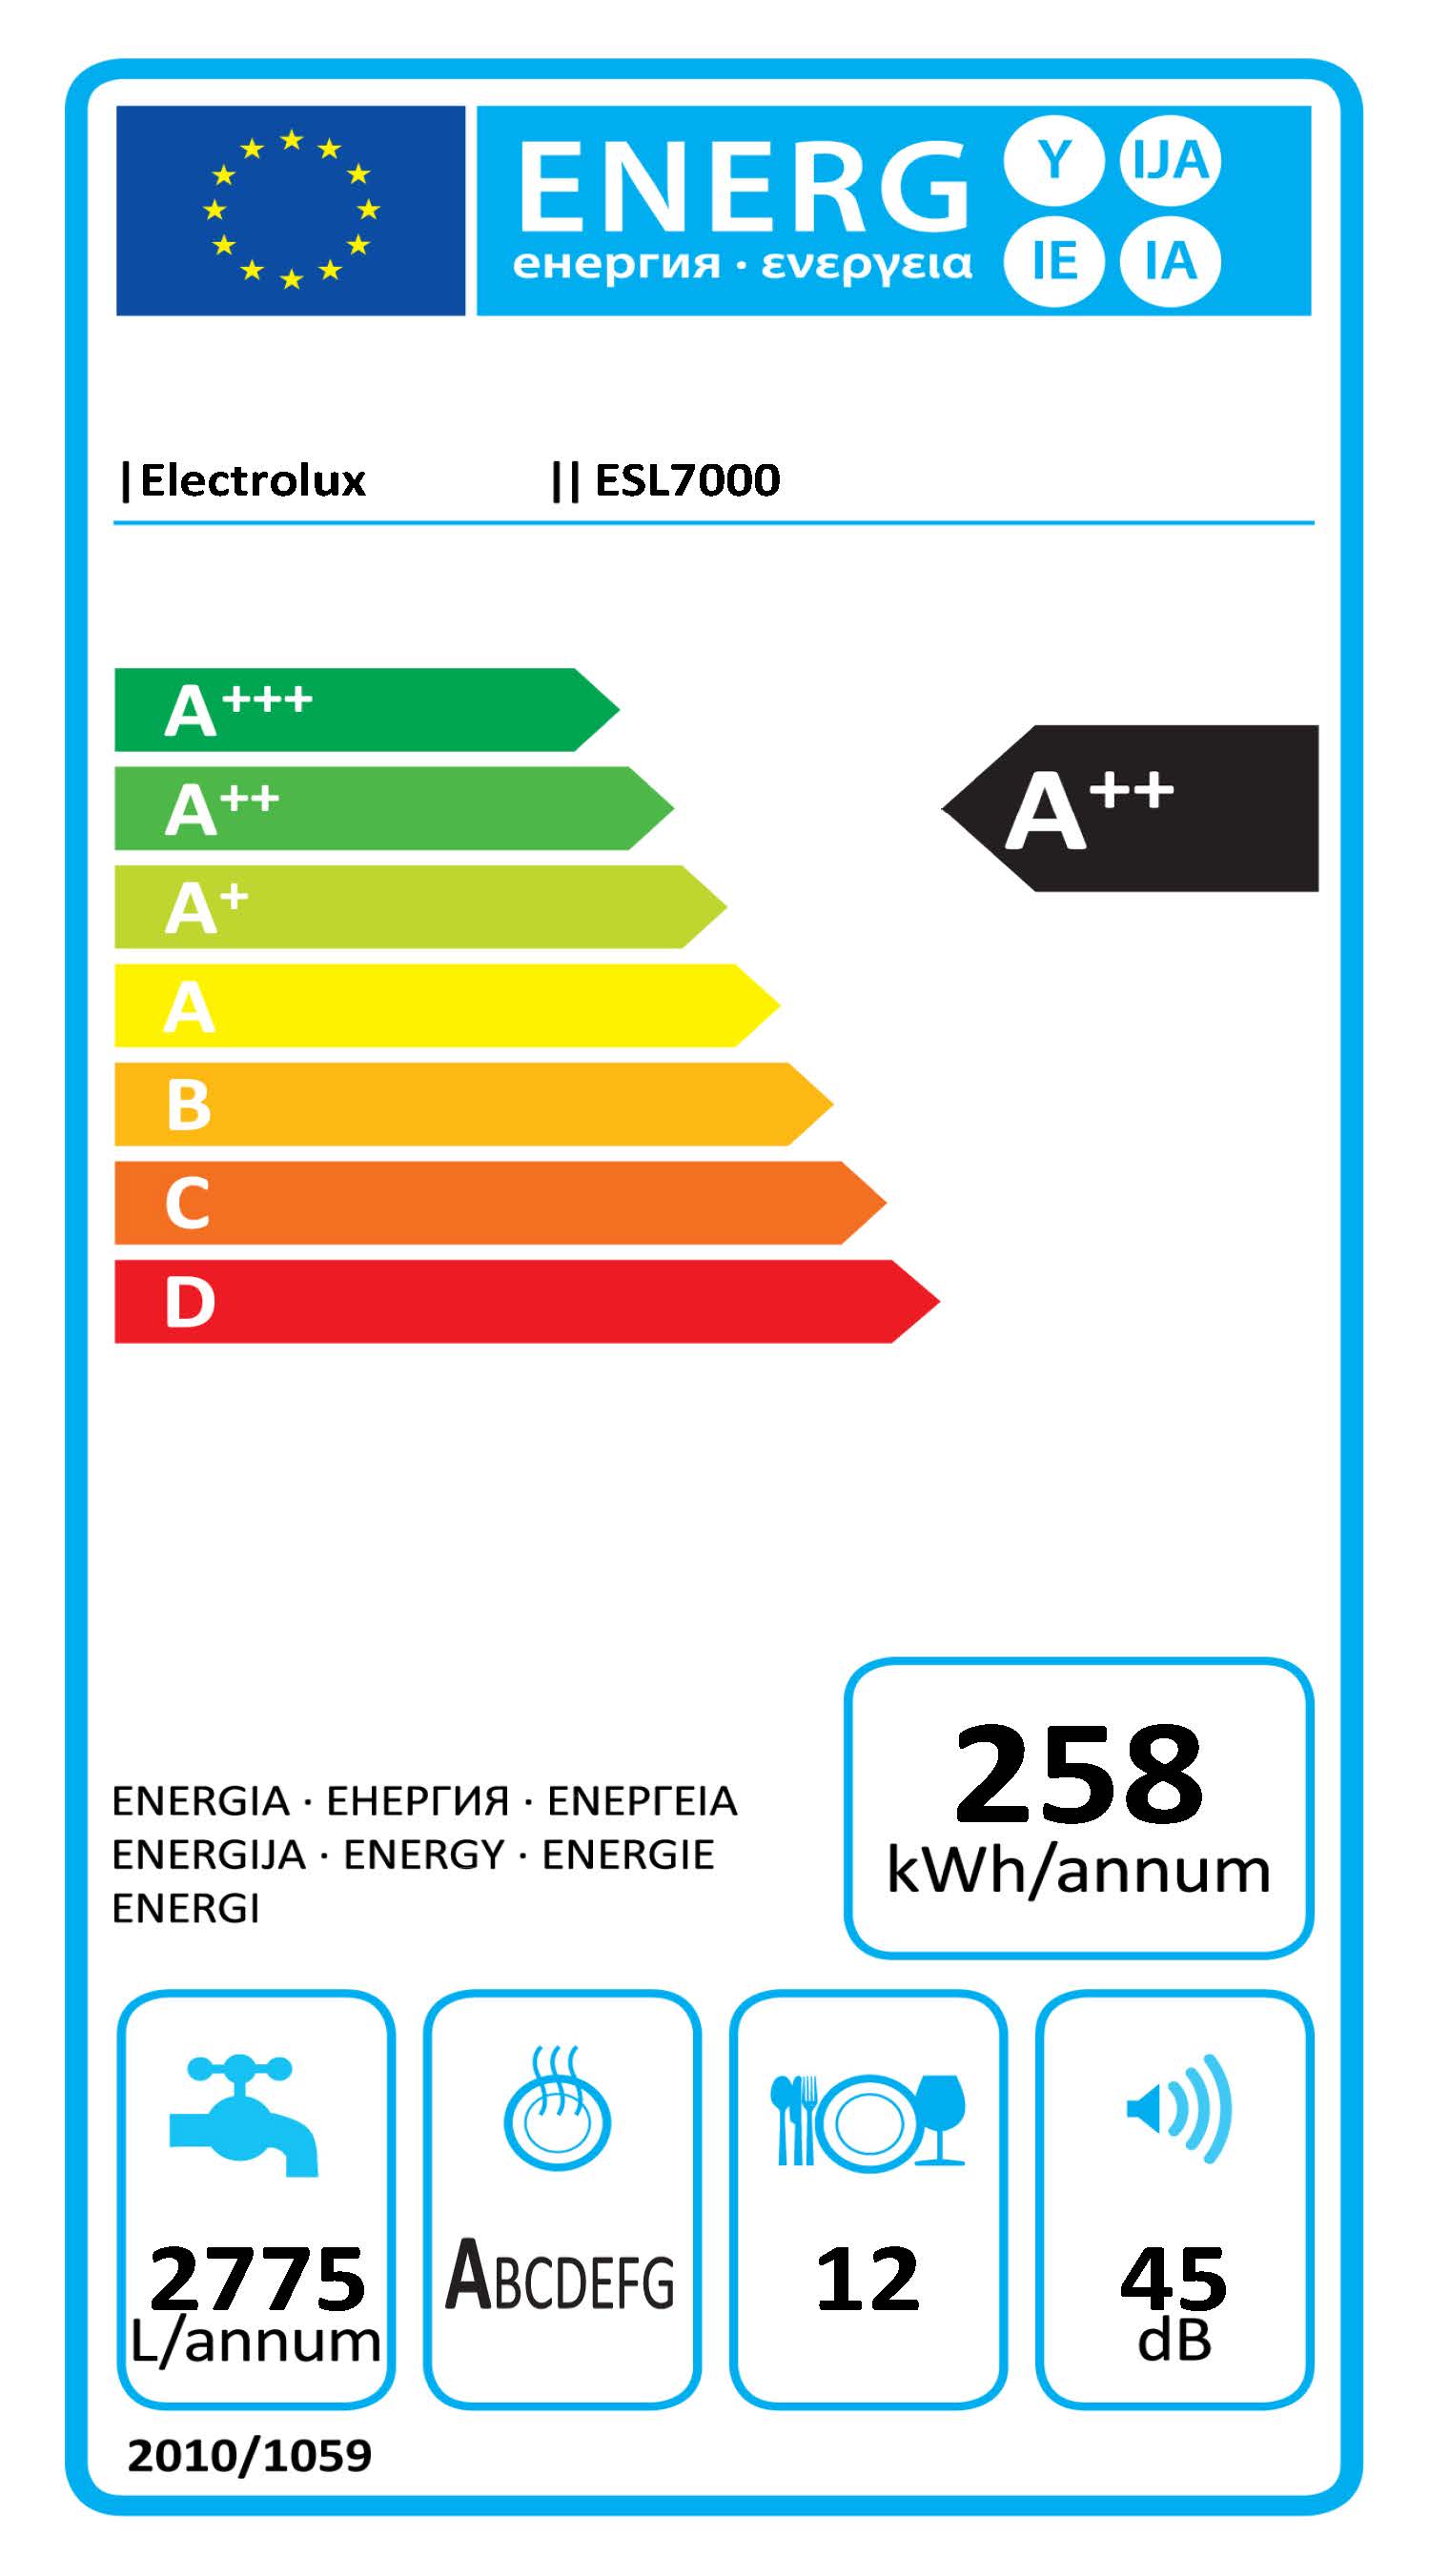 ENERG Y IJA
енергия · ενεργεια IE IA
|Electrolux || ESL7000
A+++
A++
A++
A+
A
B
C
D
258
kWh/annum
ENERGIA · ЕНЕРГИЯ · ΕΝΕΡΓΕΙΑ
ENERGIJA · ENERGY · ENERGIE
ENERGI
2775
L/annum
ABCDEFG
12
45
dB
2010/1059